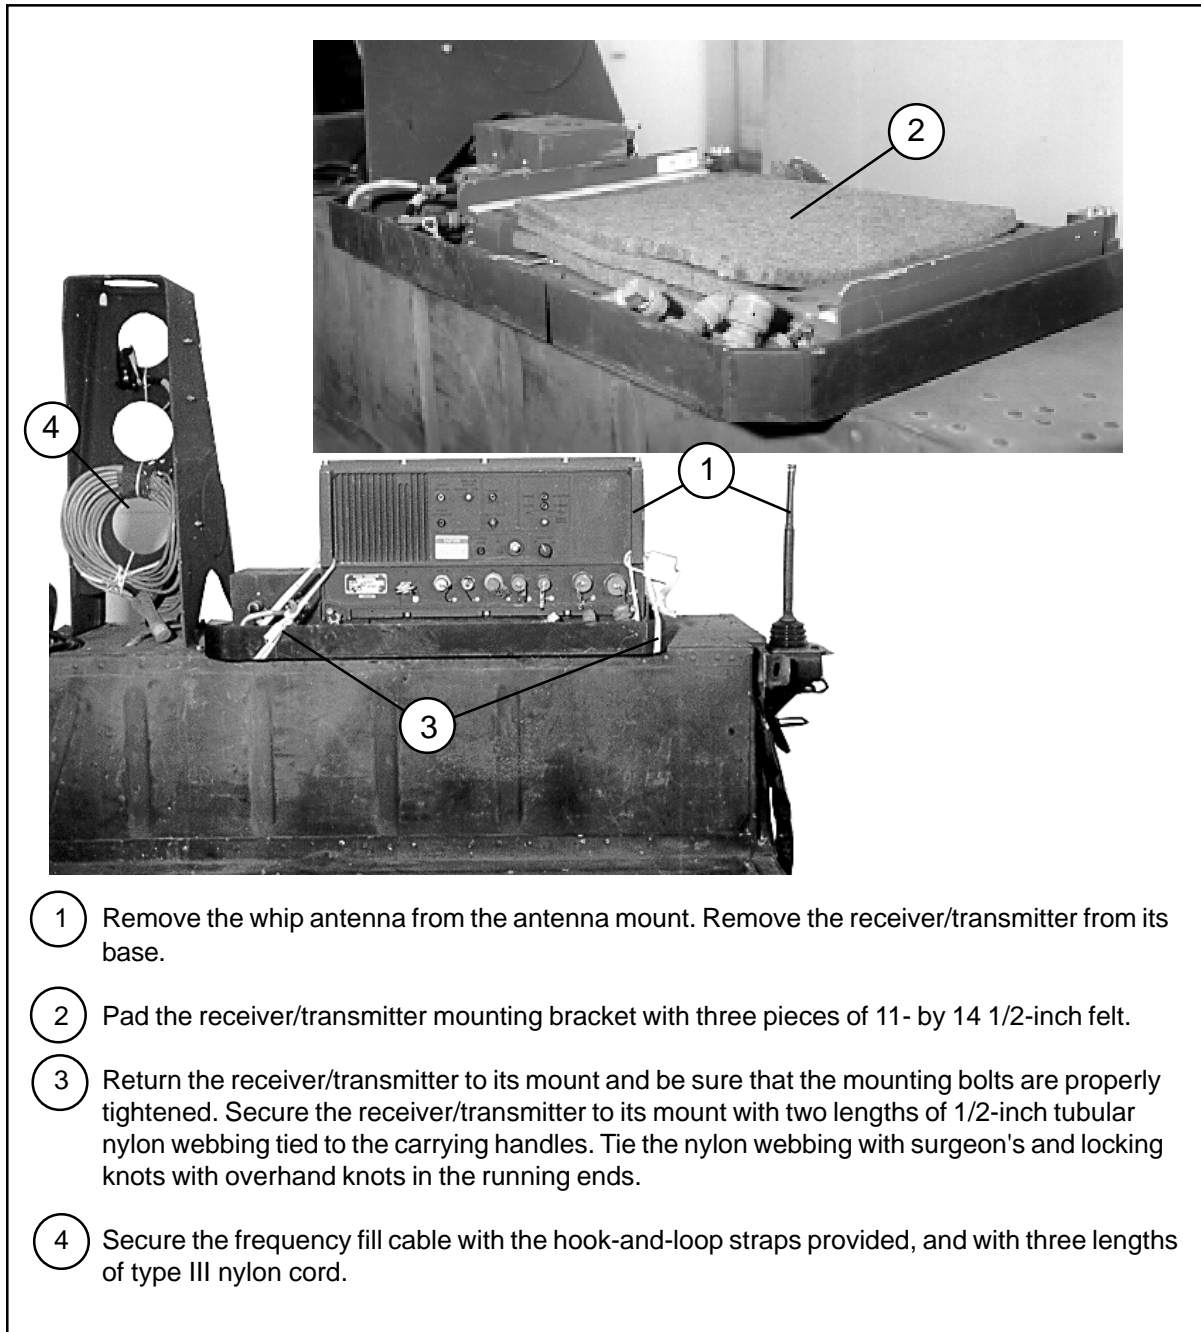 2
4
1
3
1 Remove the whip antenna from the antenna mount. Remove the receiver/transmitter from its
base.
2 Pad the receiver/transmitter mounting bracket with three pieces of 11- by 14 1/2-inch felt.
3 Return the receiver/transmitter to its mount and be sure that the mounting bolts are properly
tightened. Secure the receiver/transmitter to its mount with two lengths of 1/2-inch tubular
nylon webbing tied to the carrying handles. Tie the nylon webbing with surgeon's and locking
knots with overhand knots in the running ends.
4 Secure the frequency fill cable with the hook-and-loop straps provided, and with three lengths
of type III nylon cord.